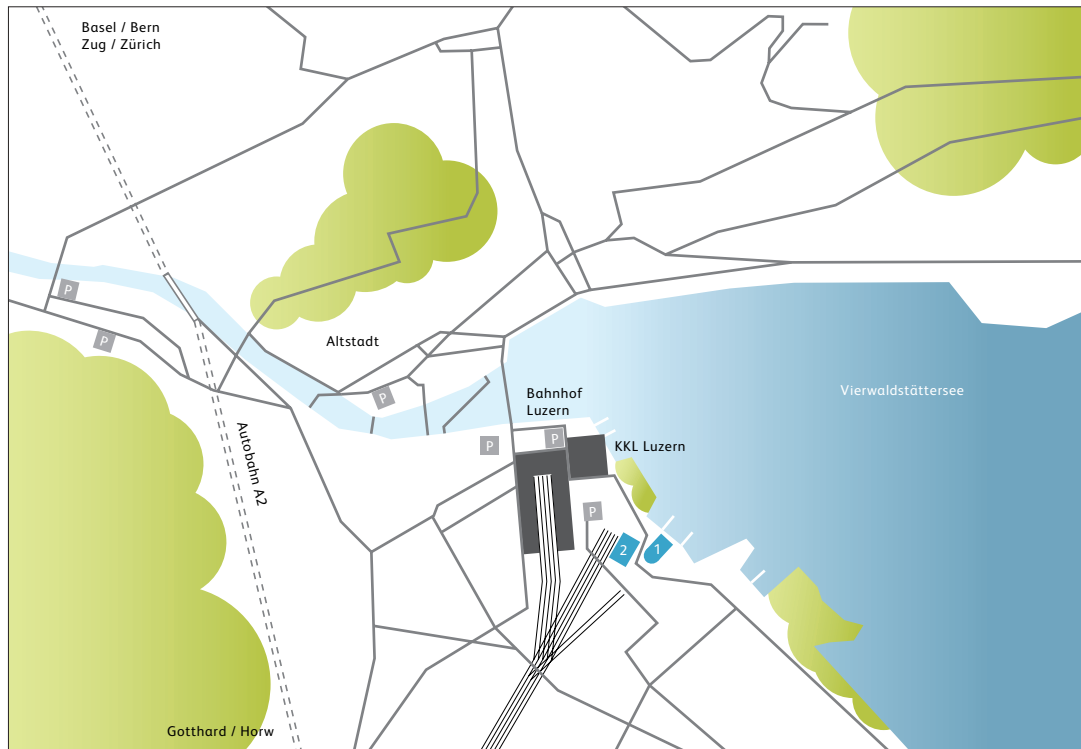 Basel / Bern
Zug / Zürich
P
P
Altstadt
P
Vierwaldstättersee
Bahnhof
Luzern
P
P
KKL Luzern
Autobahn A2
P
2
1
Gotthard / Horw